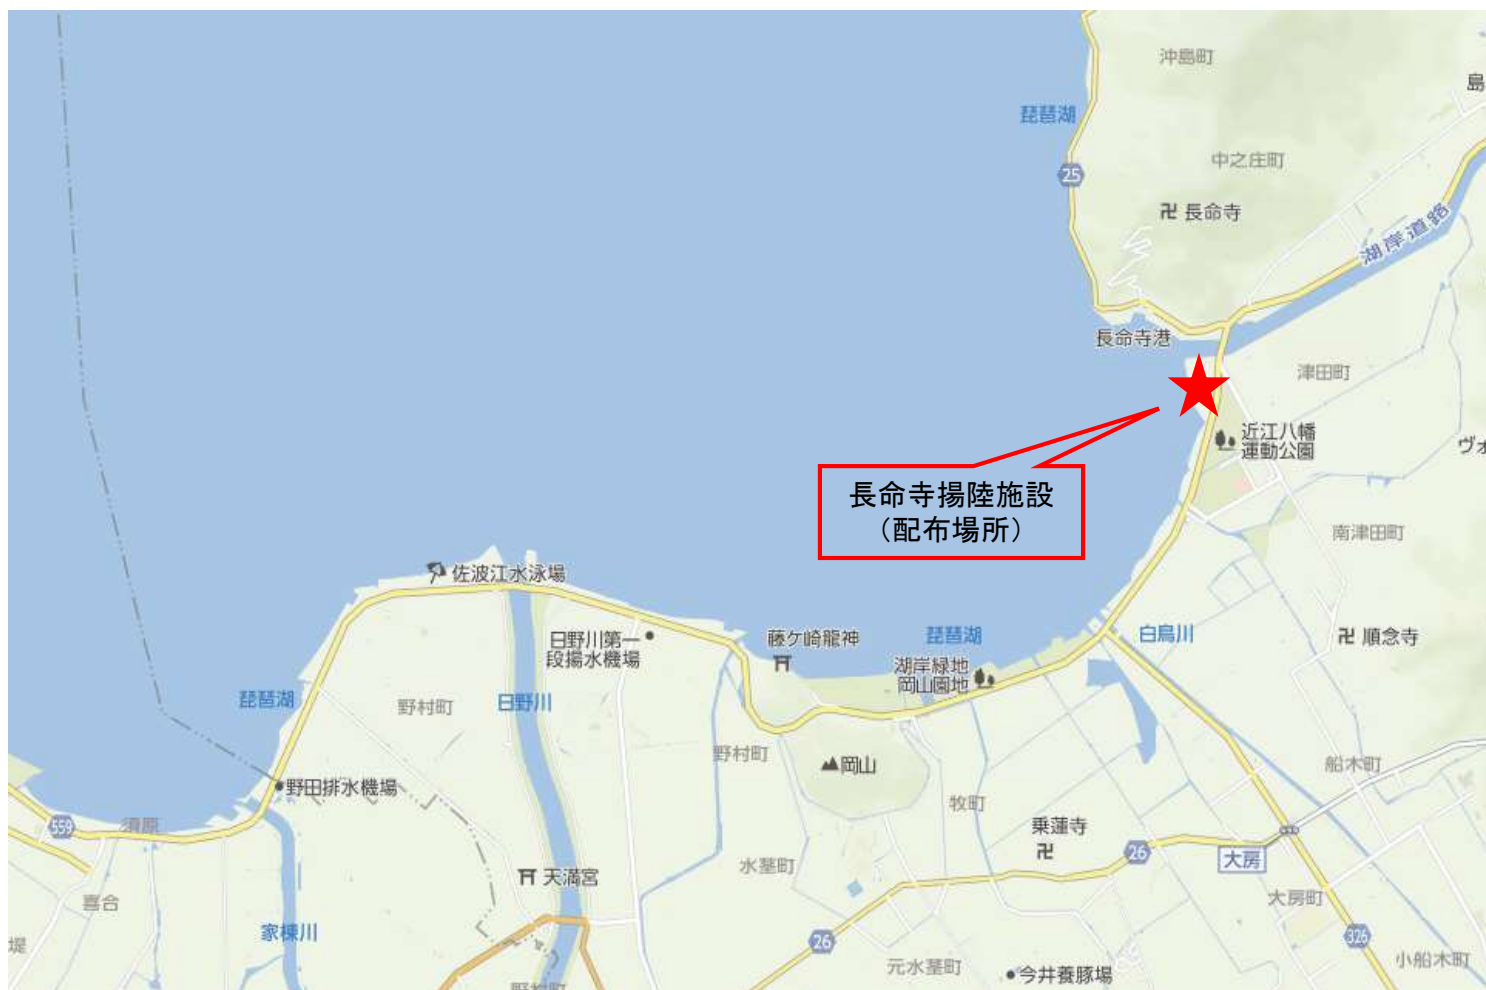 沖島町
島
琵琶湖
中之庄町
25
長命寺
湖岸道路
長命寺港
津田町
近江八幡
運動公園
ヴォ
長命寺揚陸施設
（配布場所）
南津田町
佐波江水泳場
日野川第一
段揚水機場
藤ケ崎龍神
琵琶湖
白鳥川
順念寺
湖岸緑地
岡山園地
琵琶湖
野村町
日野川
野村町
岡山
船木町
野田排水機場
牧町
559
須原
乗蓮寺
26
大房
水茎町
天満宮
喜合
大房町
家棟川
堤
26
326
元水茎町
今井養豚場
小船木町
野村町